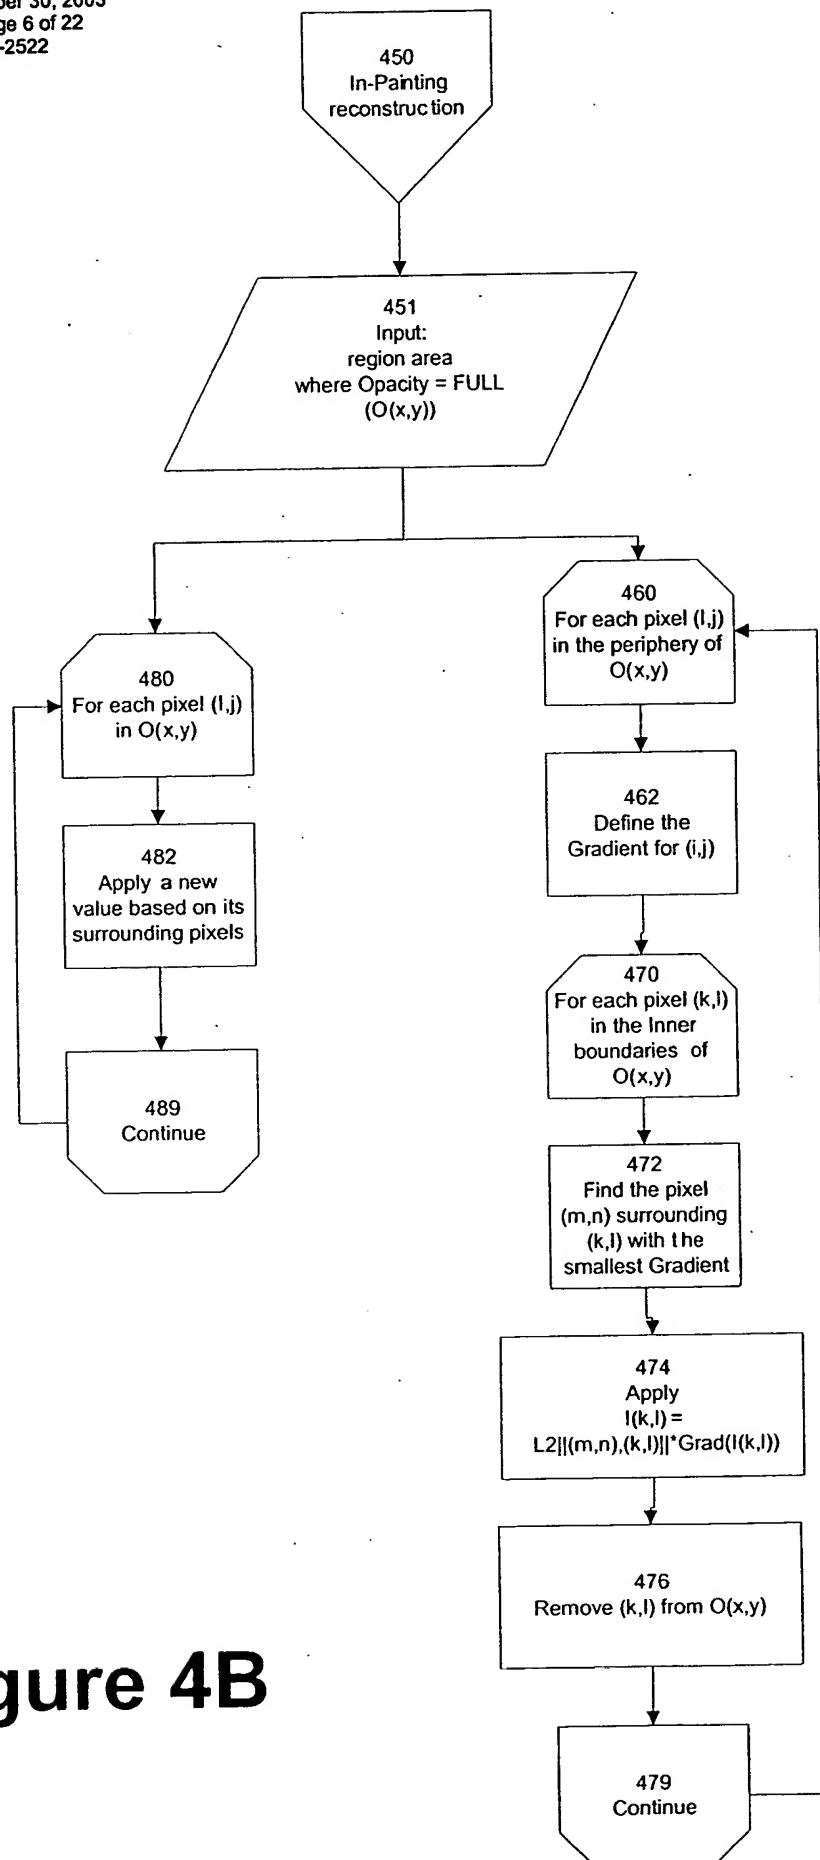 30, 2003
6 of 22
-2522
450
In-Painting
reconstruction
451
Input:
region area
where Opacity = FULL
(O(x,y))
460
For each pixel (I,j)
in the periphery of
O(x,y)
480
For each pixel (I,j)
in O(x,y)
462
Define the
Gradient for (i,j)
482
Apply a new
value based on its
surrounding pixels
470
For each pixel (k,l)
in the Inner
boundaries of
O(x,y)
489
Continue
472
Find the pixel
(m,n) surrounding
(k,l) with the
smallest Gradient
474
Apply
I(k,l) =
L2||(m,n),(k,l)||*Grad(I(k,l))
476
Remove (k,l) from O(x,y)
gure 4B
479
Continue